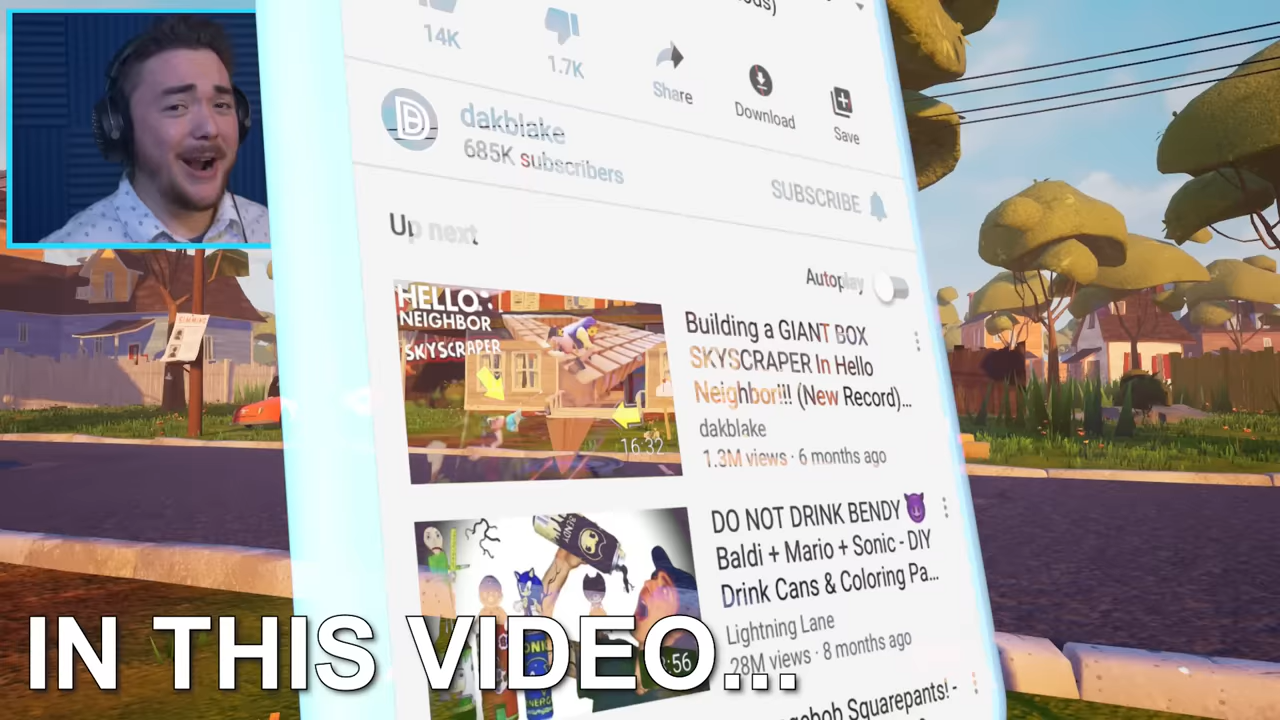 14K
1.7K
Share
Download
Save
dakblake
685K subscribers
SUBSCRIBE
Up next
Autoplay
HELLO
NEIGHBOR
SKYSCRAPER
16:32
Building a GIANT BOX
SKYSCRAPER In Hello
Neighbor!!! (New Record)...
dakblake
1.3M views · 6 months ago
BENDY
DO NOT DRINK BENDY 😈
Baldi + Mario + Sonic - DIY
Drink Cans & Coloring Pa...
Lightning Lane
28M views · 8 months ago
:56
Squarepants! -
IN THIS VIDEO...